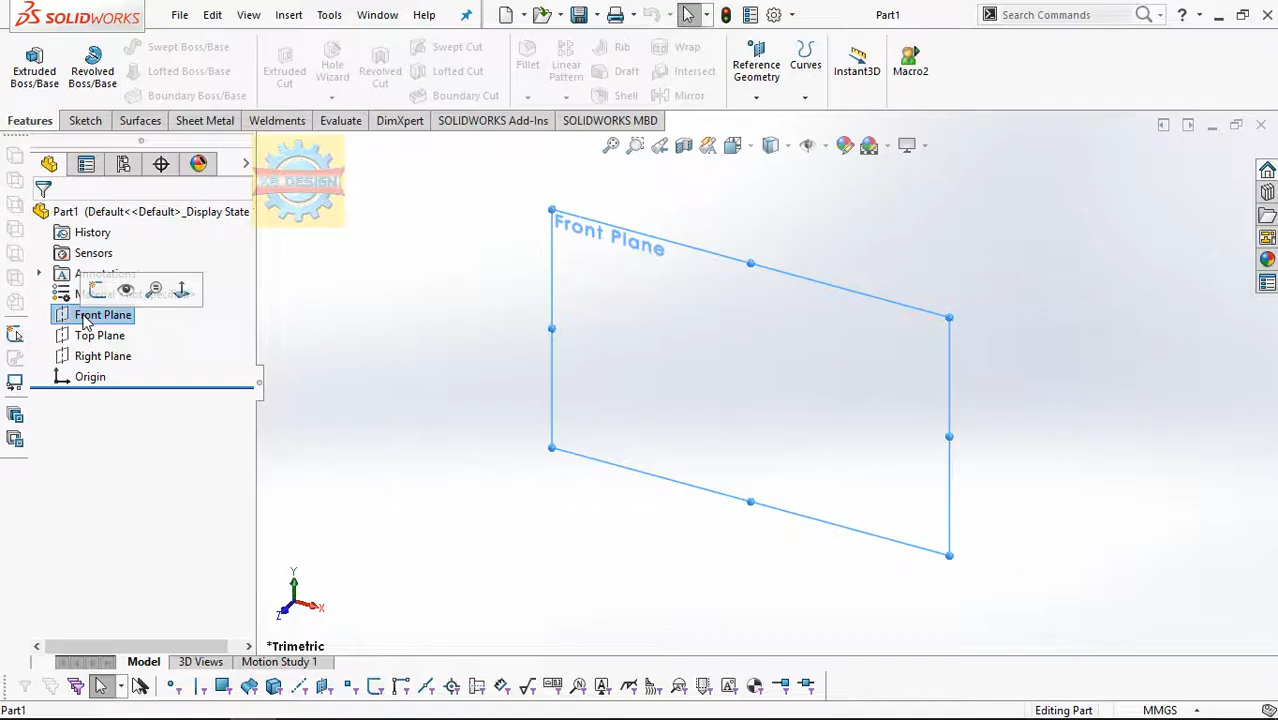 SOLIDWORKS File Edit View Insert Tools Window Help Part1 Search Commands
Extruded Boss/Base
Revolved Boss/Base
Swept Boss/Base
Lofted Boss/Base
Boundary Boss/Base
Extruded Cut
Hole Wizard
Revolved Cut
Swept Cut
Lofted Cut
Boundary Cut
Fillet
Linear Pattern
Rib
Draft
Shell
Wrap
Intersect
Mirror
Reference Geometry
Curves
Instant3D
Macro2
Features Sketch Surfaces Sheet Metal Weldments Evaluate DimXpert SOLIDWORKS Add-Ins SOLIDWORKS MBD
Part1 (Default<<Default>_Display State
History
Sensors
Annotations
Front Plane
Top Plane
Right Plane
Origin
DESIGN
Front Plane
Y
X
Z
*Trimetric
Model 3D Views Motion Study 1
Part1 Editing Part MMGS